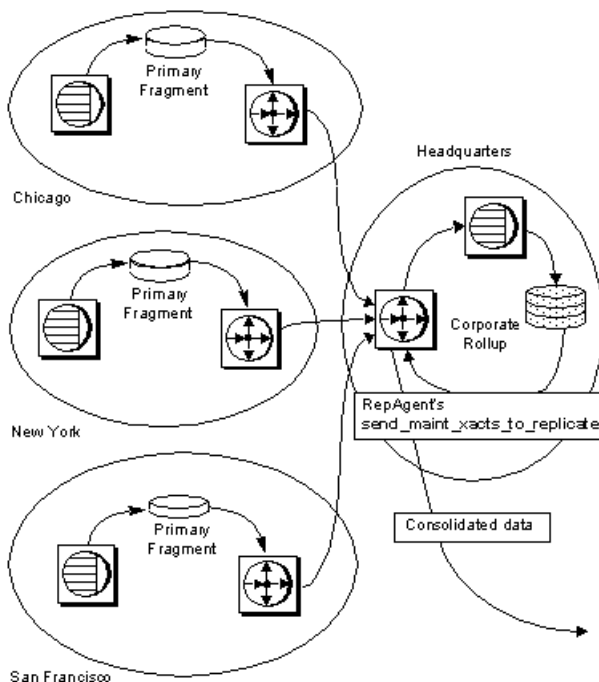 Primary
Fragment
Chicago
Headquarters
Primary
Fragment
Corporate
Rollup
New York
RepAgent's
send_maint_xacts_to_replicate
Primary
Fragment
Consolidated data
San Francisco